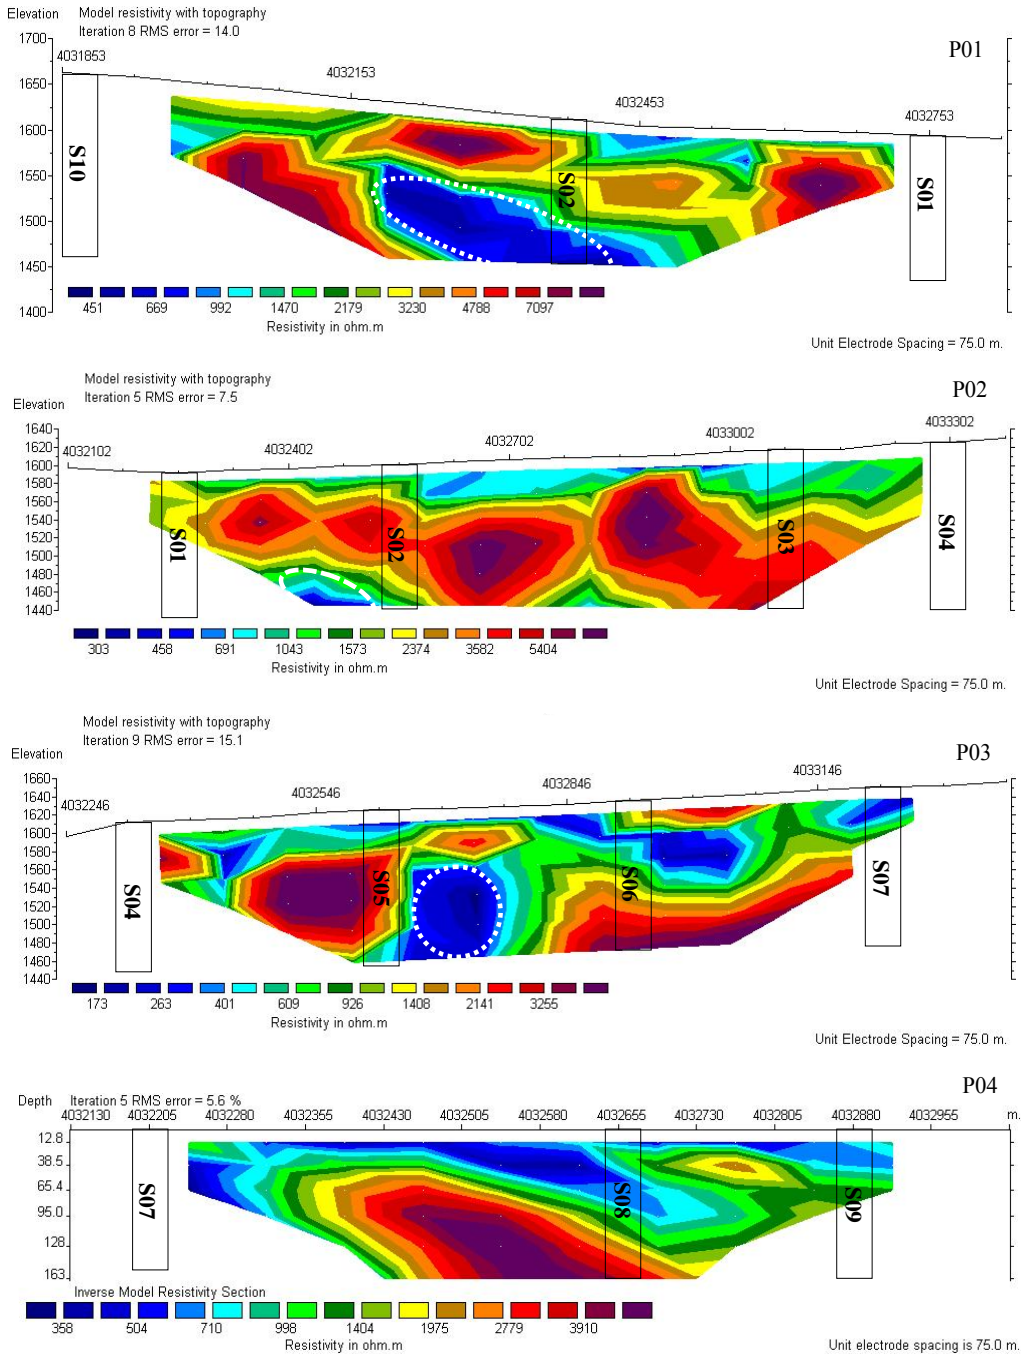 Elevation Model resistivity with topography
Iteration 8 RMS error = 14.0
P01
1700
4031853
4032153
1650
4032453
4032753
1600
1550
1500
1450
1400
S10
S02
S01
451 669 992 1470 2179 3230 4788 7097
Resistivity in ohm.m
Unit Electrode Spacing = 75.0 m.
Model resistivity with topography
Iteration 5 RMS error = 7.5
P02
Elevation
1640
4032102 4032402 4032702 4033002 4033302
1620
1600
1580
1560
1540
1520
1500
1480
1460
1440
S01
S02
S03
S04
303 458 691 1043 1573 2374 3582 5404
Resistivity in ohm.m
Unit Electrode Spacing = 75.0 m.
Model resistivity with topography
Iteration 9 RMS error = 15.1
P03
Elevation
1660
4032246 4032546 4032846 4033146
1640
1620
1600
1580
1560
1540
1520
1500
1480
1460
1440
S04
S05
S06
S07
173 263 401 609 926 1408 2141 3255
Resistivity in ohm.m
Unit Electrode Spacing = 75.0 m.
P04
Depth Iteration 5 RMS error = 5.6 %
4032130 4032205 4032280 4032355 4032430 4032505 4032580 4032655 4032730 4032805 4032880 4032955 m.
12.8
38.5
65.4
95.0
128.
163.
S07
S08
S09
Inverse Model Resistivity Section
358 504 710 998 1404 1975 2779 3910
Resistivity in ohm.m
Unit electrode spacing is 75.0 m.